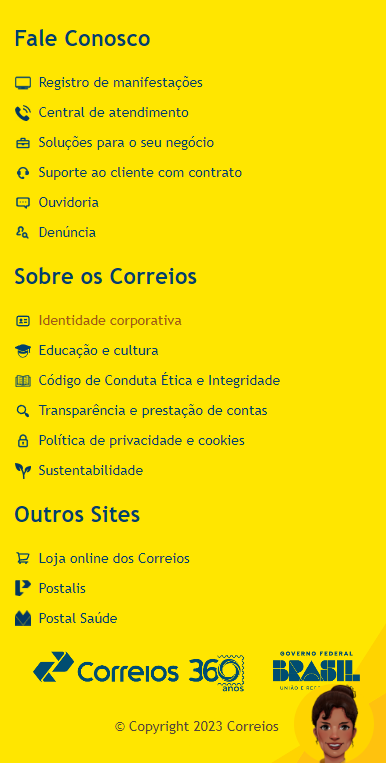 Fale Conosco
Registro de manifestações
Central de atendimento
Soluções para o seu negócio
Suporte ao cliente com contrato
Ouvidoria
Denúncia
Sobre os Correios
Identidade corporativa
Educação e cultura
Código de Conduta Ética e Integridade
Transparência e prestação de contas
Política de privacidade e cookies
Sustentabilidade
Outros Sites
Loja online dos Correios
Postalis
Postal Saúde
Correios 360 anos
GOVERNO FEDERAL
BRASIL
UNIÃO E
© Copyright 2023 Correios